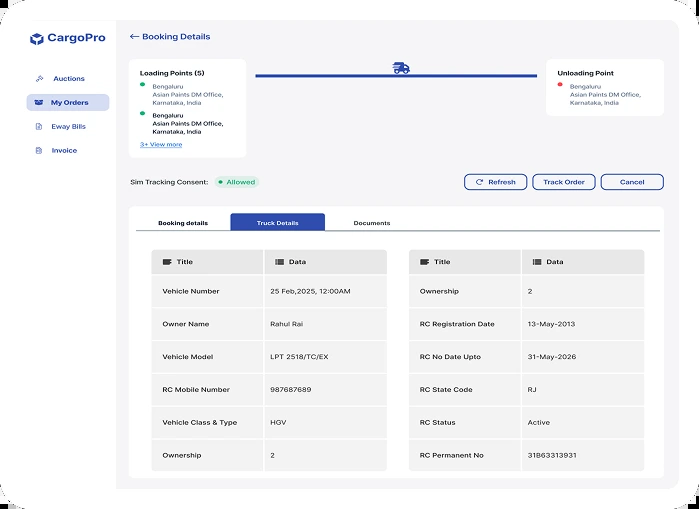 CargoPro
Auctions
My Orders
Eway Bills
Invoice
Booking Details
Loading Points (5)
Bengaluru
Asian Paints DM Office,
Karnataka, India
Bengaluru
Asian Paints DM Office,
Karnataka, India
3+ View more
Unloading Point
Bengaluru
Asian Paints DM Office,
Karnataka, India
Sim Tracking Consent: Allowed
Refresh Track Order Cancel
Booking details Truck Details Documents
Title Data
Vehicle Number 25 Feb,2025, 12:00AM
Owner Name Rahul Rai
Vehicle Model LPT 2518/TC/EX
RC Mobile Number 987687689
Vehicle Class & Type HGV
Ownership 2
Title Data
Ownership 2
RC Registration Date 13-May-2013
RC No Date Upto 31-May-2026
RC State Code RJ
RC Status Active
RC Permanent No 31B63313931